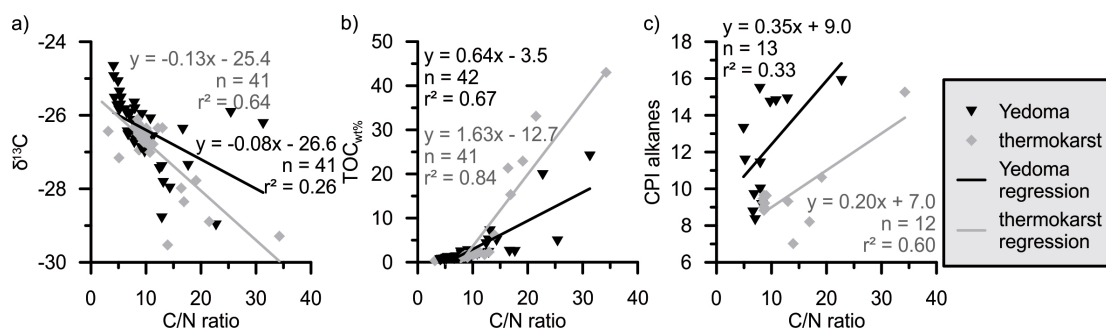 a)
-24
-26
-28
-30
δ¹³C
y = -0.13x - 25.4
n = 41
r² = 0.64
y = -0.08x - 26.6
n = 41
r² = 0.26
0 10 20 30 40
C/N ratio
b)
50
40
30
20
10
0
TOCwt%
y = 0.64x - 3.5
n = 42
r² = 0.67
y = 1.63x - 12.7
n = 41
r² = 0.84
0 10 20 30 40
C/N ratio
c)
18
16
14
12
10
8
6
CPI alkanes
y = 0.35x + 9.0
n = 13
r² = 0.33
y = 0.20x + 7.0
n = 12
r² = 0.60
0 10 20 30 40
C/N ratio
Yedoma
thermokarst
Yedoma
regression
thermokarst
regression